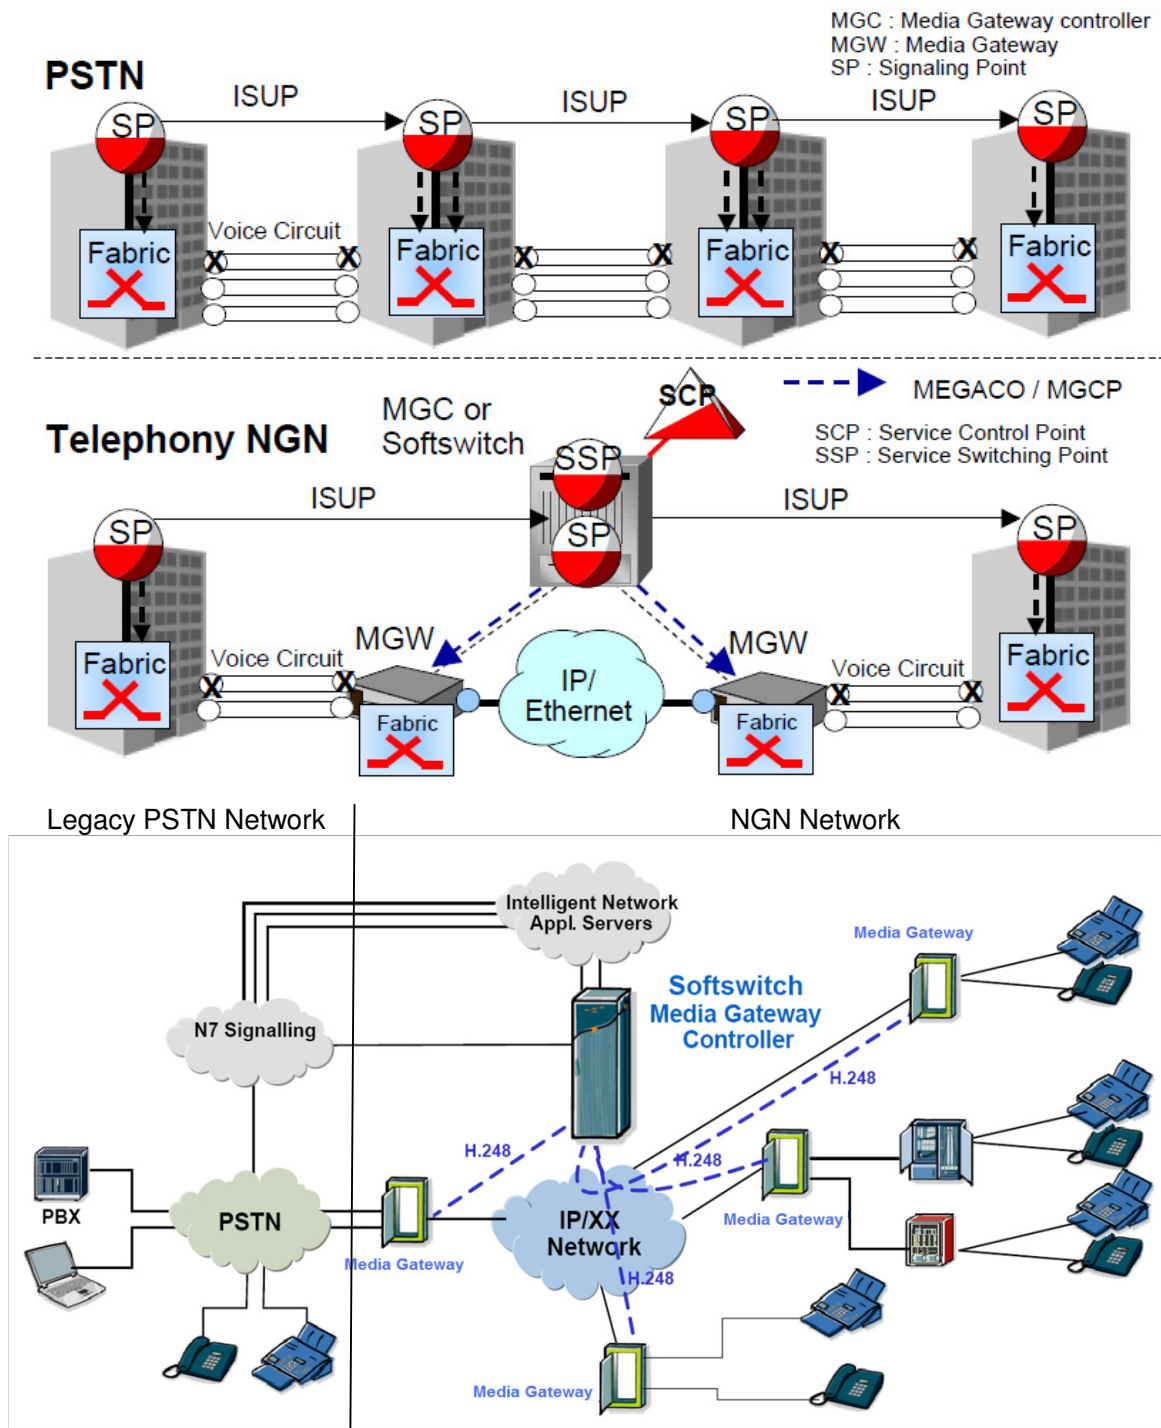 MGC : Media Gateway controller
MGW : Media Gateway
SP : Signaling Point
PSTN
ISUP
ISUP
ISUP
SP
SP
SP
SP
Voice Circuit
Fabric
Fabric
Fabric
Fabric
X
X
X
X
X
X
SCP
MEGACO / MGCP
MGC or
Softswitch
SCP : Service Control Point
SSP : Service Switching Point
Telephony NGN
SSP
ISUP
ISUP
SP
SP
SP
MGW
MGW
Voice Circuit
Voice Circuit
Fabric
Fabric
IP/
Ethernet
X
X
X
X
Fabric
Fabric
Legacy PSTN Network
NGN Network
Intelligent Network
Appl. Servers
Media Gateway
Softswitch
Media Gateway
Controller
N7 Signalling
H.248
H.248
H.248
PBX
PSTN
IP/XX
Network
Media Gateway
Media Gateway
H.248
Media Gateway